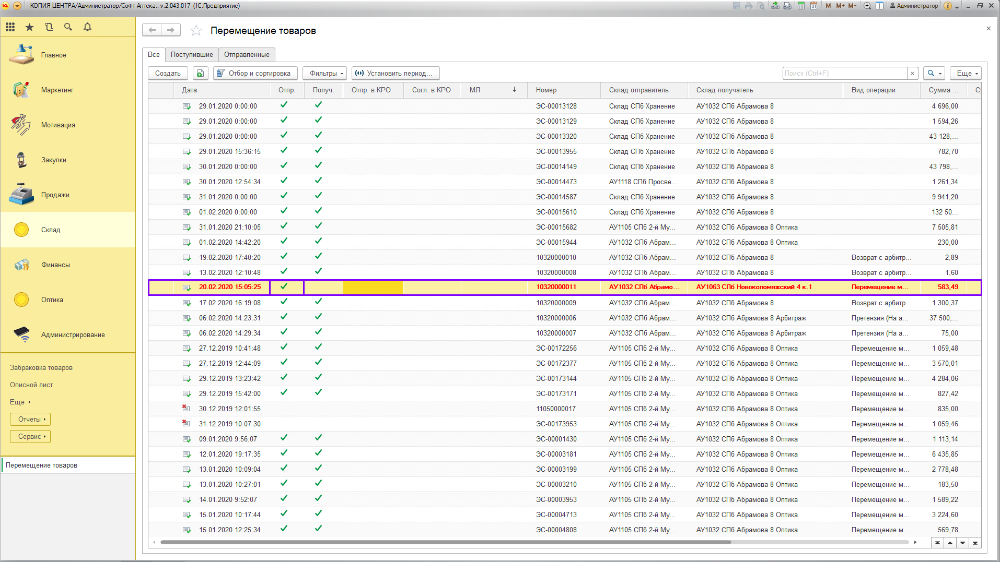 КОПИЯ ЦЕНТРА/Администратор/Софт-Аптека:, v.2.043.017 (1С:Предприятие)
M M+ M- Администратор
Главное
Маркетинг
Мотивация
Закупки
Продажи
Склад
Финансы
Оптика
Администрирование
Забраковка товаров
Описной лист
Еще
Отчеты
Сервис
Перемещение товаров
Перемещение товаров
Все Поступившие Отправленные
Создать Отбор и сортировка Фильтры Установить период... Поиск (Ctrl+F) × Еще
Дата Отпр. Получ. Отпр. в КРО Согл. в КРО МЛ ↓ Номер Склад отправитель Склад получатель Вид операции Сумма ...
29.01.2020 0:00:00 ЭС-00013128 Склад СПб Хранение АУ1032 СПб Абрамова 8 4 696,00
29.01.2020 0:00:00 ЭС-00013129 Склад СПб Хранение АУ1032 СПб Абрамова 8 1 594,26
29.01.2020 0:00:00 ЭС-00013320 Склад СПб Хранение АУ1032 СПб Абрамова 8 43 128,...
29.01.2020 15:36:15 ЭС-00013955 Склад СПб Хранение АУ1032 СПб Абрамова 8 782,70
30.01.2020 0:00:00 ЭС-00014149 Склад СПб Хранение АУ1032 СПб Абрамова 8 43 798,...
30.01.2020 12:54:34 ЭС-00014473 АУ1118 СПб Просве... АУ1032 СПб Абрамова 8 1 261,34
31.01.2020 0:00:00 ЭС-00014587 Склад СПб Хранение АУ1032 СПб Абрамова 8 9 941,20
01.02.2020 0:00:00 ЭС-00015610 Склад СПб Хранение АУ1032 СПб Абрамова 8 132 50...
31.01.2020 21:10:05 ЭС-00015682 АУ1105 СПб 2-й Му... АУ1032 СПб Абрамова 8 Оптика 7 505,81
01.02.2020 14:42:20 ЭС-00015944 АУ1032 СПб Абрам... АУ1032 СПб Абрамова 8 Оптика 230,00
19.02.2020 17:40:20 10320000010 АУ1032 СПб Абрам... АУ1032 СПб Абрамова 8 Возврат с арбитр... 2,89
13.02.2020 12:10:48 10320000008 АУ1032 СПб Абрам... АУ1032 СПб Абрамова 8 Возврат с арбитр... 1,60
20.02.2020 15:05:25 10320000011 АУ1032 СПб Абрамо... АУ1063 СПб Новоколомяжский 4 к.1 Перемещение м... 583,49
17.02.2020 16:19:08 10320000009 АУ1032 СПб Абрам... АУ1032 СПб Абрамова 8 Возврат с арбитр... 1 300,37
06.02.2020 14:23:31 10320000006 АУ1032 СПб Абрам... АУ1032 СПб Абрамова 8 Арбитраж Претензия (На а... 37 500,...
06.02.2020 14:29:34 10320000007 АУ1032 СПб Абрам... АУ1032 СПб Абрамова 8 Арбитраж Претензия (На а... 75,00
27.12.2019 10:41:48 ЭС-00172256 АУ1105 СПб 2-й Му... АУ1032 СПб Абрамова 8 Оптика Перемещение м... 1 059,48
27.12.2019 12:44:09 ЭС-00172377 АУ1105 СПб 2-й Му... АУ1032 СПб Абрамова 8 Оптика Перемещение м... 3 570,01
29.12.2019 13:23:42 ЭС-00173144 АУ1105 СПб 2-й Му... АУ1032 СПб Абрамова 8 Оптика Перемещение м... 4 284,06
29.12.2019 15:42:00 ЭС-00173171 АУ1105 СПб 2-й Му... АУ1032 СПб Абрамова 8 Оптика Перемещение м... 827,42
30.12.2019 12:01:55 11050000017 АУ1105 СПб 2-й Му... АУ1032 СПб Абрамова 8 Оптика Перемещение м... 835,00
31.12.2019 10:07:30 ЭС-00173953 АУ1105 СПб 2-й Му... АУ1032 СПб Абрамова 8 Оптика Перемещение м... 1 059,46
09.01.2020 9:56:07 ЭС-00001430 АУ1105 СПб 2-й Му... АУ1032 СПб Абрамова 8 Оптика Перемещение м... 1 113,14
12.01.2020 19:17:35 ЭС-00003181 АУ1105 СПб 2-й Му... АУ1032 СПб Абрамова 8 Оптика Перемещение м... 6 435,85
13.01.2020 10:09:04 ЭС-00003199 АУ1105 СПб 2-й Му... АУ1032 СПб Абрамова 8 Оптика Перемещение м... 2 778,48
13.01.2020 10:27:01 ЭС-00003210 АУ1105 СПб 2-й Му... АУ1032 СПб Абрамова 8 Оптика Перемещение м... 183,50
14.01.2020 9:52:07 ЭС-00003953 АУ1105 СПб 2-й Му... АУ1032 СПб Абрамова 8 Оптика Перемещение м... 1 589,22
15.01.2020 10:17:44 ЭС-00004713 АУ1105 СПб 2-й Му... АУ1032 СПб Абрамова 8 Оптика Перемещение м... 3 224,60
15.01.2020 12:25:34 ЭС-00004808 АУ1105 СПб 2-й Му... АУ1032 СПб Абрамова 8 Оптика Перемещение м... 569,78